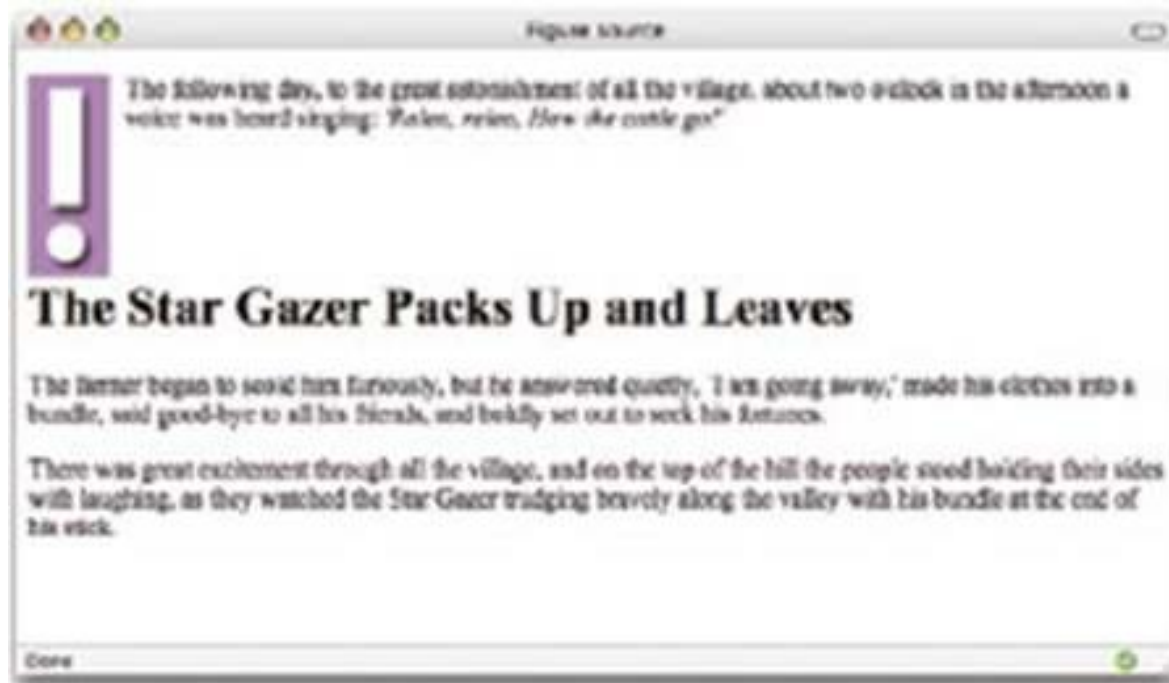 Figure source
!
The following day, to the great astonishment of all the village, about two o'clock in the afternoon a
voice was heard singing: How the cattle go!"
The Star Gazer Packs Up and Leaves
The farmer began to scold him furiously, but he answered quietly, 'I am going away,' made his clothes into a
bundle, said good-bye to all his friends, and boldly set out to seek his fortunes.
There was great excitement through all the village, and on the top of the hill the people stood holding their sides
with laughing, as they watched the Star Gazer trudging bravely along the valley with his bundle at the end of
his stick.
Done